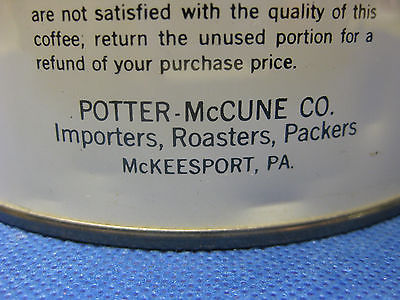 are not satisfied with the quality of this
coffee, return the unused portion for a
refund of your purchase price.
POTTER-McCUNE CO.
Importers, Roasters, Packers
McKEESPORT, PA.